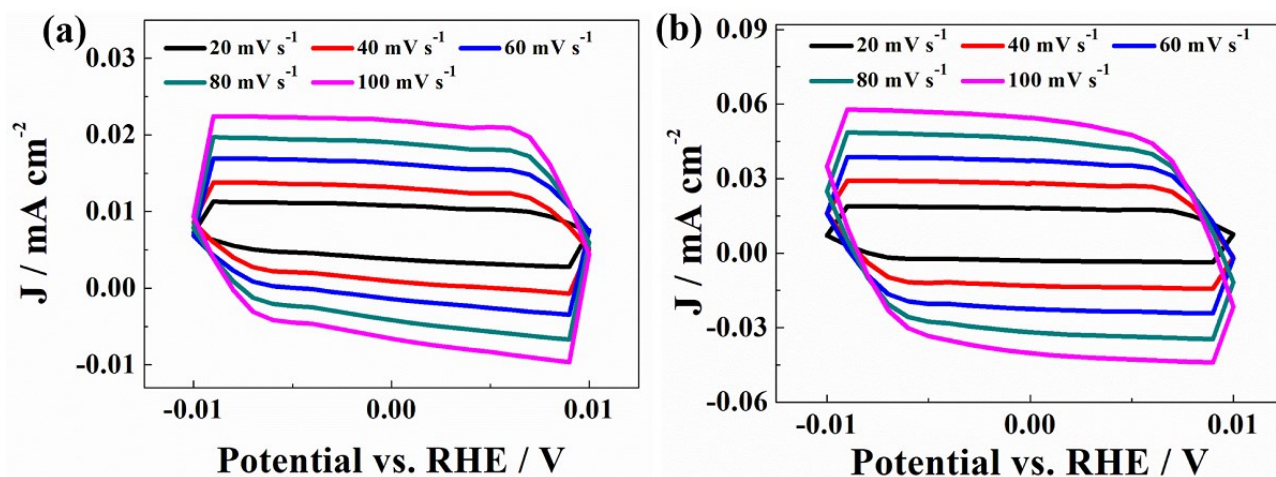 (a)
20 mV s⁻¹ 40 mV s⁻¹ 60 mV s⁻¹
80 mV s⁻¹ 100 mV s⁻¹
0.03
0.02
0.01
0.00
-0.01
J / mA cm⁻²
-0.01 0.00 0.01
Potential vs. RHE / V
(b)
20 mV s⁻¹ 40 mV s⁻¹ 60 mV s⁻¹
80 mV s⁻¹ 100 mV s⁻¹
0.09
0.06
0.03
0.00
-0.03
-0.06
J / mA cm⁻²
-0.01 0.00 0.01
Potential vs. RHE / V